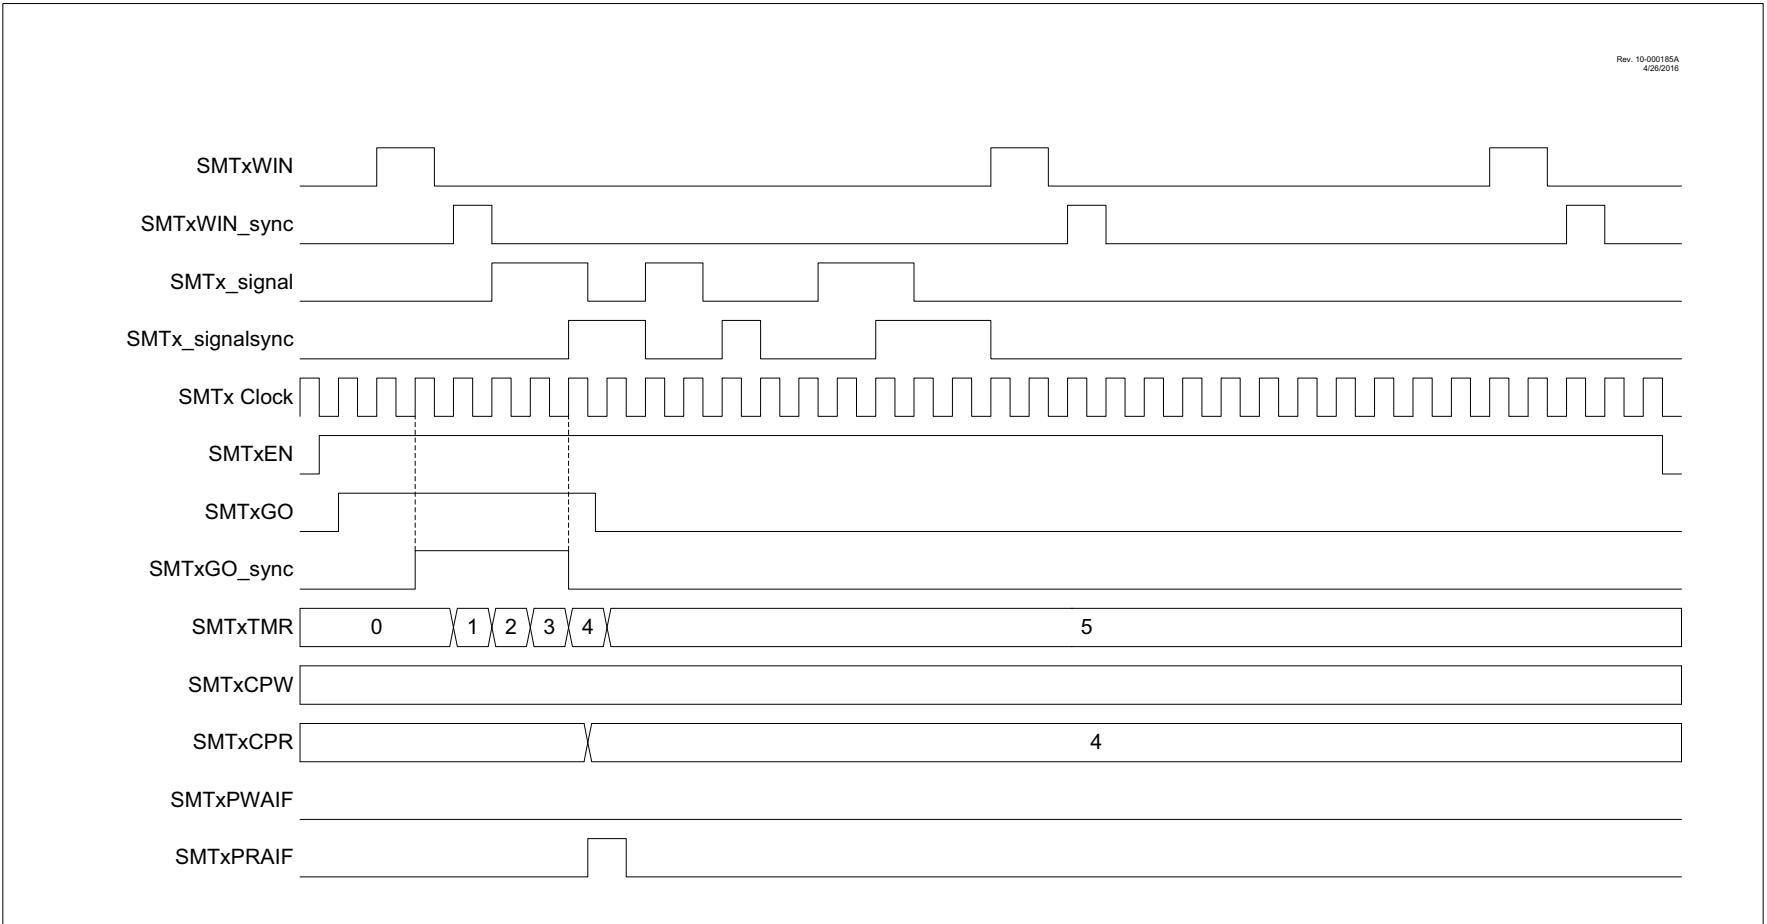 Rev. 10-000185A
4/26/2016
SMTxWIN
SMTxWIN_sync
SMTx_signal
SMTx_signalsync
SMTx Clock
SMTxEN
SMTxGO
SMTxGO_sync
SMTxTMR 0 1 2 3 4 5
SMTxCPW
SMTxCPR 4
SMTxPWAIF
SMTxPRAIF